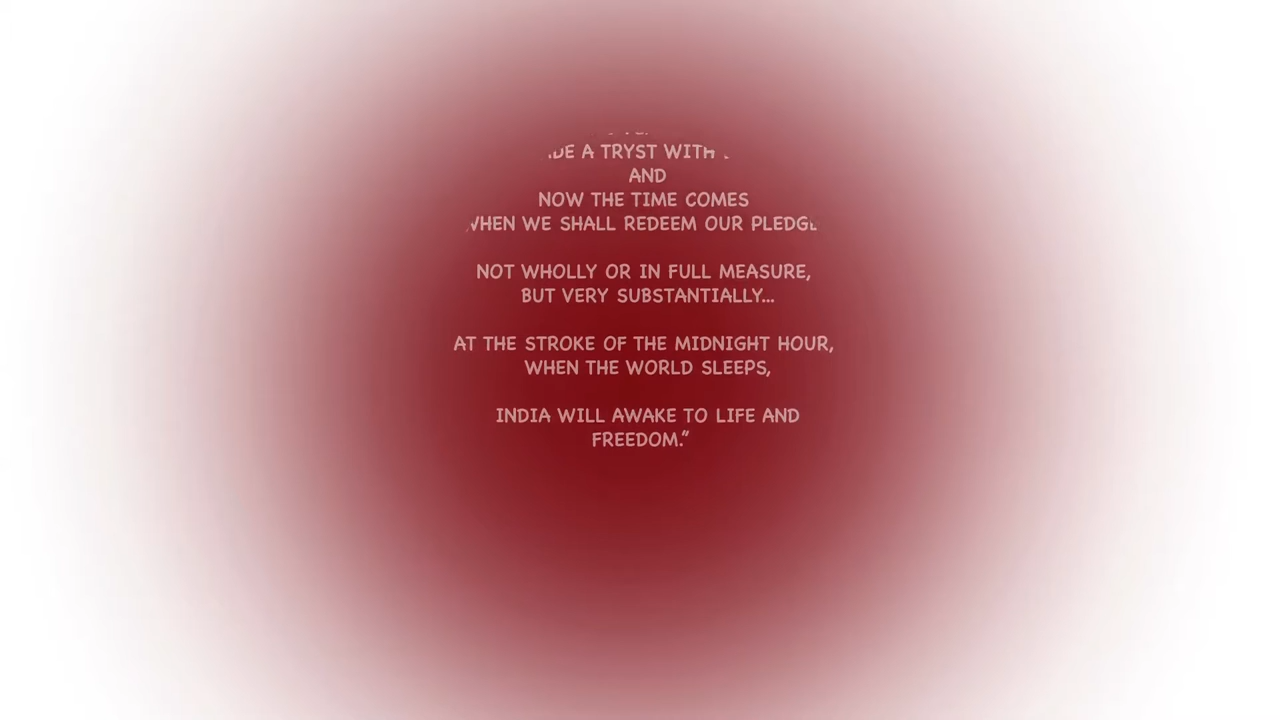 A TRYST WITH
AND
NOW THE TIME COMES
WHEN WE SHALL REDEEM OUR PLEDGE
NOT WHOLLY OR IN FULL MEASURE,
BUT VERY SUBSTANTIALLY...
AT THE STROKE OF THE MIDNIGHT HOUR,
WHEN THE WORLD SLEEPS,
INDIA WILL AWAKE TO LIFE AND
FREEDOM.”